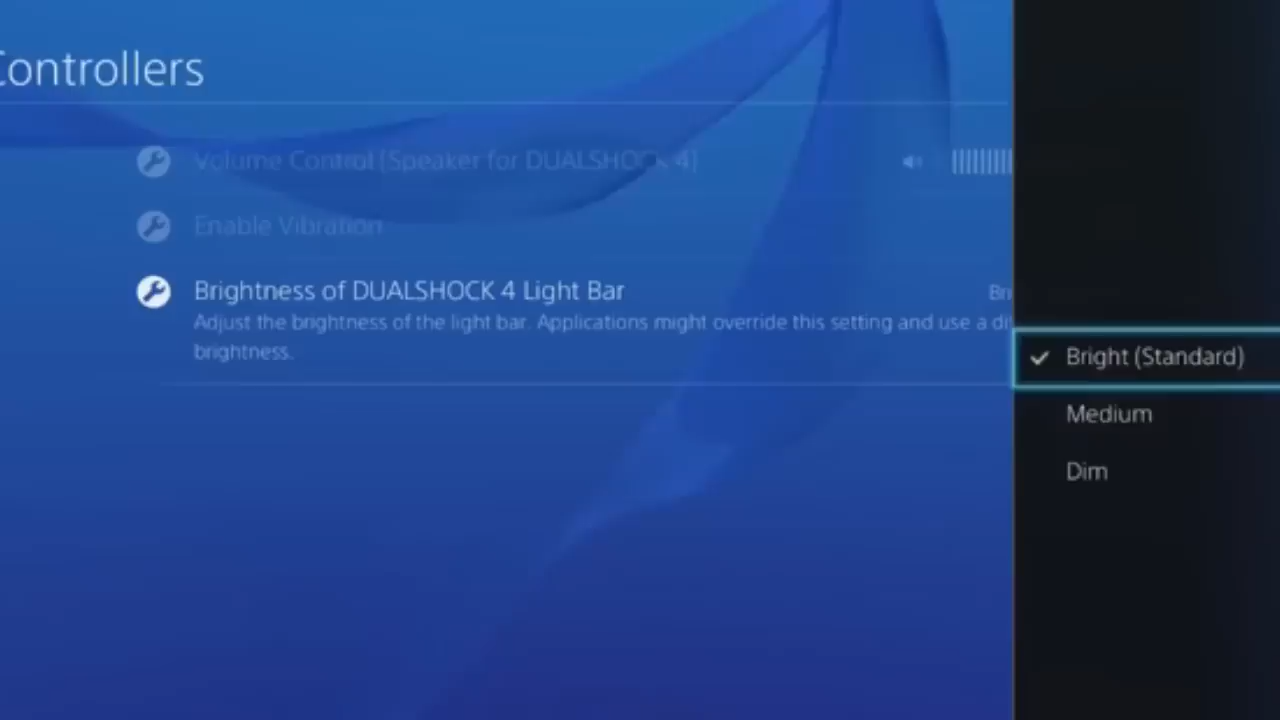 Controllers
Volume Control (Speaker for DUALSHOCK 4)
Enable Vibration
Brightness of DUALSHOCK 4 Light Bar
Adjust the brightness of the light bar. Applications might override this setting and use a
brightness.
Bright (Standard)
Medium
Dim